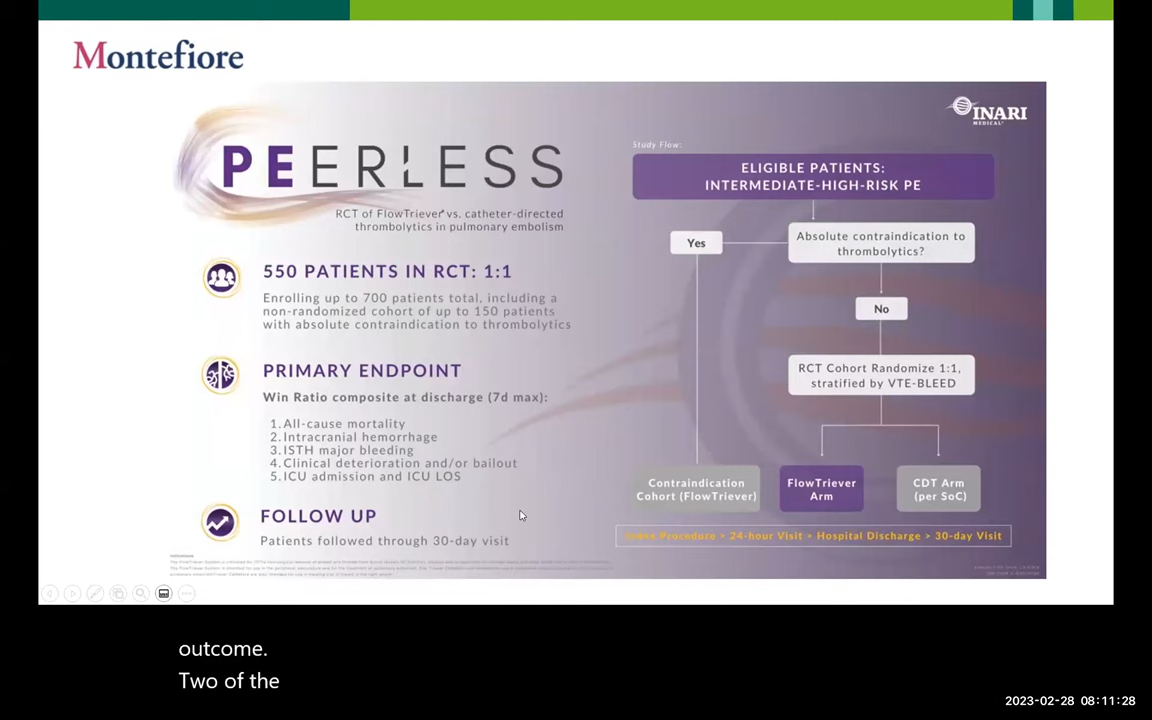 Montefiore
INARI
MEDICAL
PEERLESS
RCT of FlowTriever vs. catheter-directed
thrombolytics in pulmonary embolism
550 PATIENTS IN RCT: 1:1
Enrolling up to 700 patients total, including a
non-randomized cohort of up to 150 patients
with absolute contraindication to thrombolytics
PRIMARY ENDPOINT
Win Ratio composite at discharge (7d max):
1. All-cause mortality
2. Intracranial hemorrhage
3. ISTH major bleeding
4. Clinical deterioration and/or bailout
5. ICU admission and ICU LOS
FOLLOW UP
Patients followed through 30-day visit
Study Flow:
ELIGIBLE PATIENTS:
INTERMEDIATE-HIGH-RISK PE
Absolute contraindication to
thrombolytics?
Yes
No
RCT Cohort Randomize 1:1,
stratified by VTE-BLEED
Contraindication
Cohort (FlowTriever)
FlowTriever
Arm
CDT Arm
(per SoC)
Procedure > 24-hour Visit > Hospital Discharge > 30-day Visit
outcome.
Two of the
2023-02-28 08:11:28